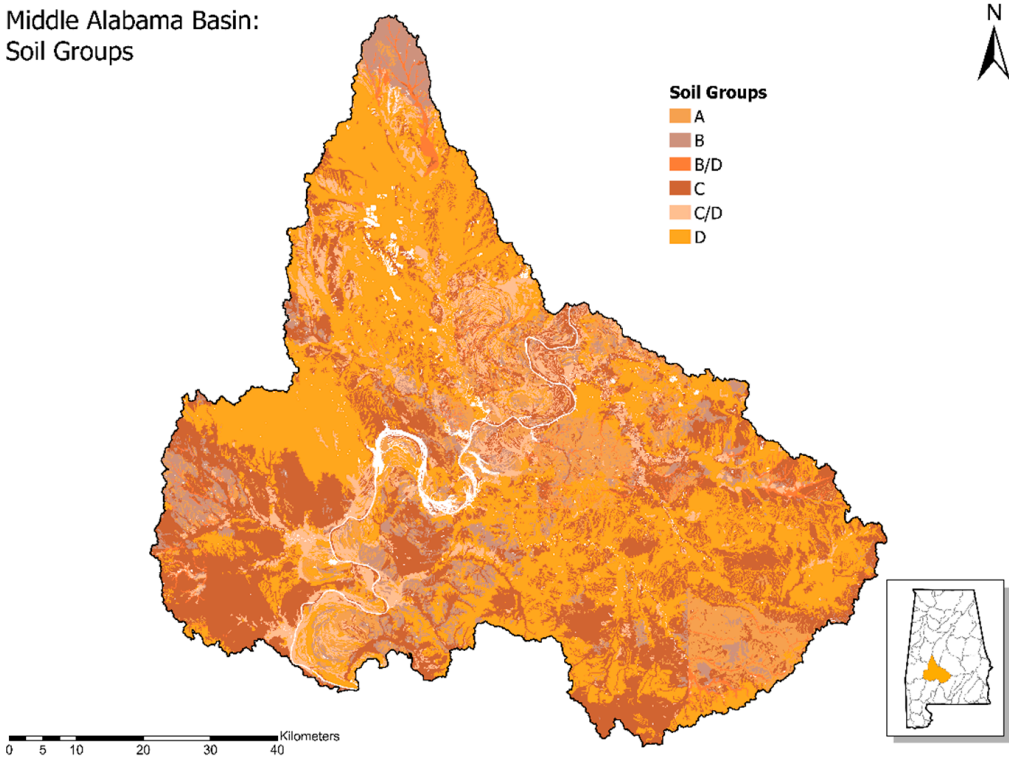 Middle Alabama Basin:
Soil Groups
N
Soil Groups
A
B
B/D
C
C/D
D
Kilometers
0 5 10 20 30 40